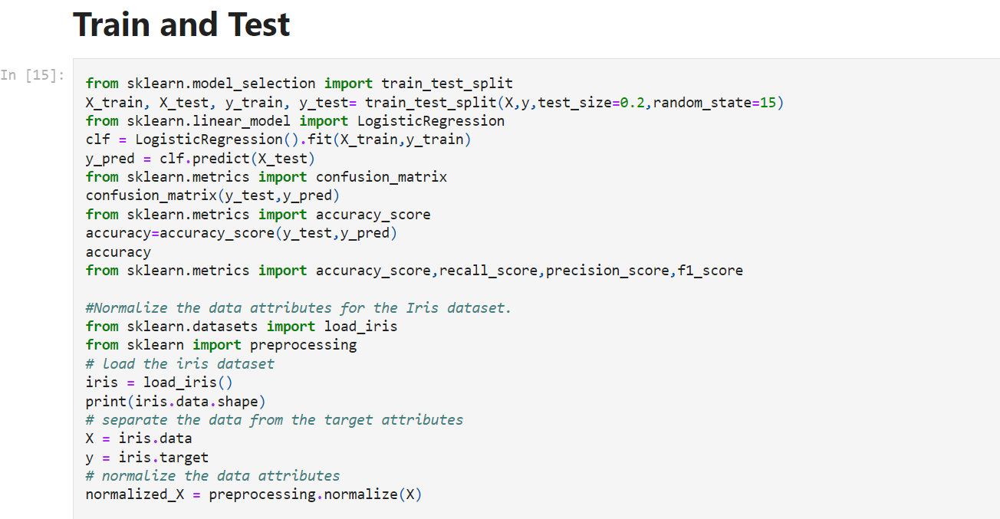 Train and Test
In [15]:
from sklearn.model_selection import train_test_split
X_train, X_test, y_train, y_test= train_test_split(X,y,test_size=0.2,random_state=15)
from sklearn.linear_model import LogisticRegression
clf = LogisticRegression().fit(X_train,y_train)
y_pred = clf.predict(X_test)
from sklearn.metrics import confusion_matrix
confusion_matrix(y_test,y_pred)
from sklearn.metrics import accuracy_score
accuracy=accuracy_score(y_test,y_pred)
accuracy
from sklearn.metrics import accuracy_score,recall_score,precision_score,f1_score
#Normalize the data attributes for the Iris dataset.
from sklearn.datasets import load_iris
from sklearn import preprocessing
# load the iris dataset
iris = load_iris()
print(iris.data.shape)
# separate the data from the target attributes
X = iris.data
y = iris.target
# normalize the data attributes
normalized_X = preprocessing.normalize(X)